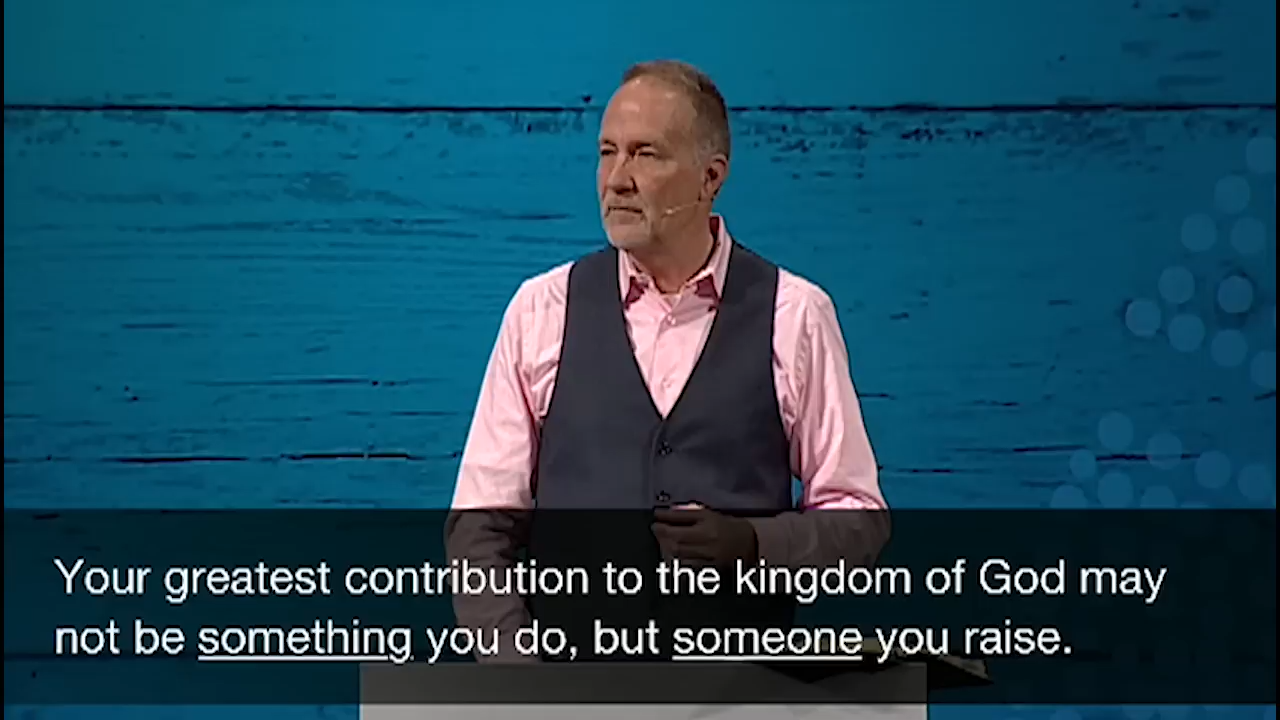 Your greatest contribution to the kingdom of God may
not be something you do, but someone you raise.